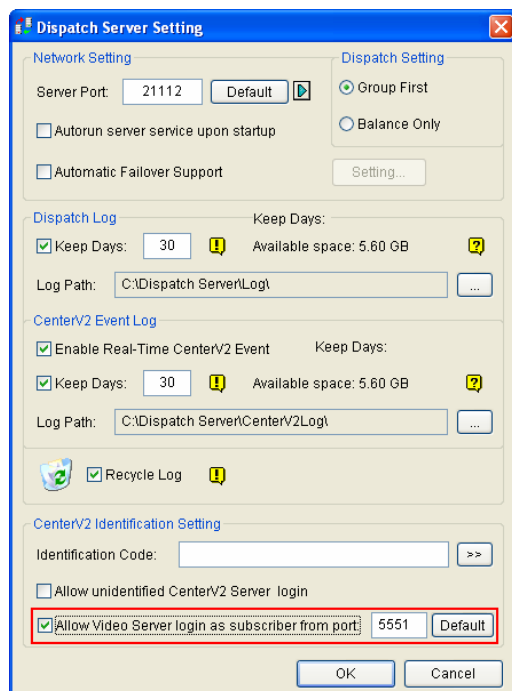 Dispatch Server Setting
Network Setting
Server Port: 21112 Default
Autorun server service upon startup
Automatic Failover Support
Dispatch Setting
Group First
Balance Only
Setting...
Dispatch Log Keep Days:
Keep Days: 30 Available space: 5.60 GB
Log Path: C:\Dispatch Server\Log\ ...
CenterV2 Event Log
Enable Real-Time CenterV2 Event Keep Days:
Keep Days: 30 Available space: 5.60 GB
Log Path: C:\Dispatch Server\CenterV2Log\ ...
Recycle Log
CenterV2 Identification Setting
Identification Code: >>
Allow unidentified CenterV2 Server login
Allow Video Server login as subscriber from port: 5551 Default
OK Cancel